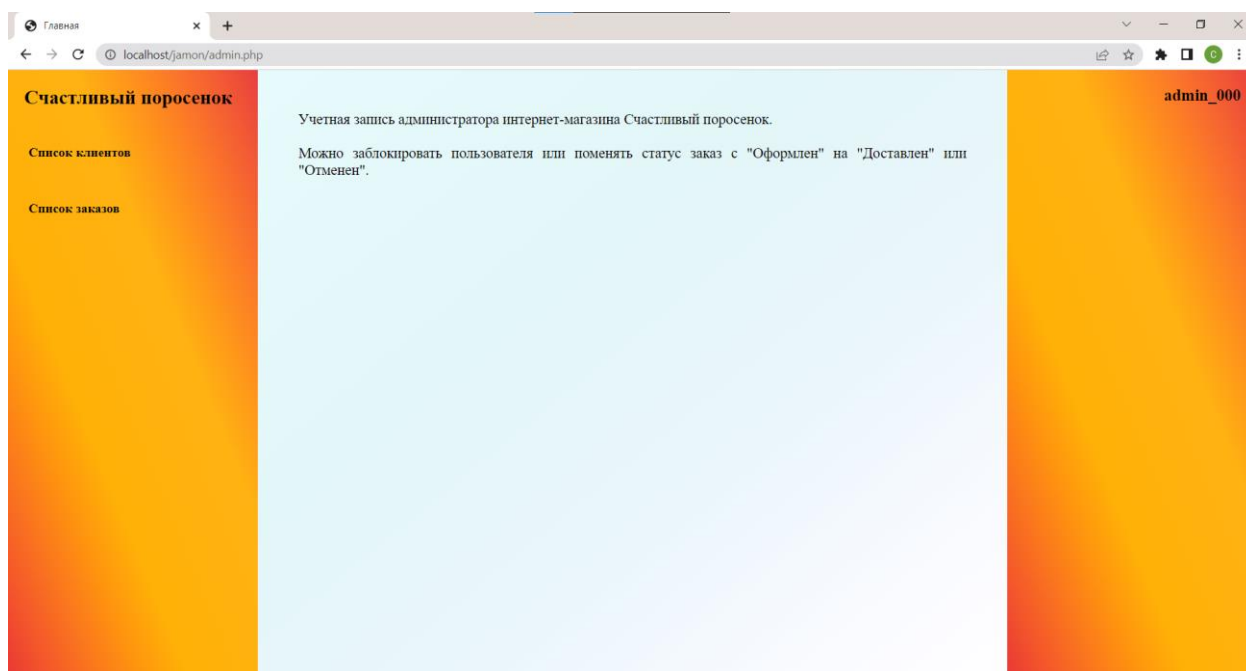 Главная
localhost/jamon/admin.php
С
Счастливый поросенок
admin_000
Учетная запись администратора интернет-магазина Счастливый поросенок.
Список клиентов
Можно заблокировать пользователя или поменять статус заказ с "Оформлен" на "Доставлен" или
"Отменен".
Список заказов